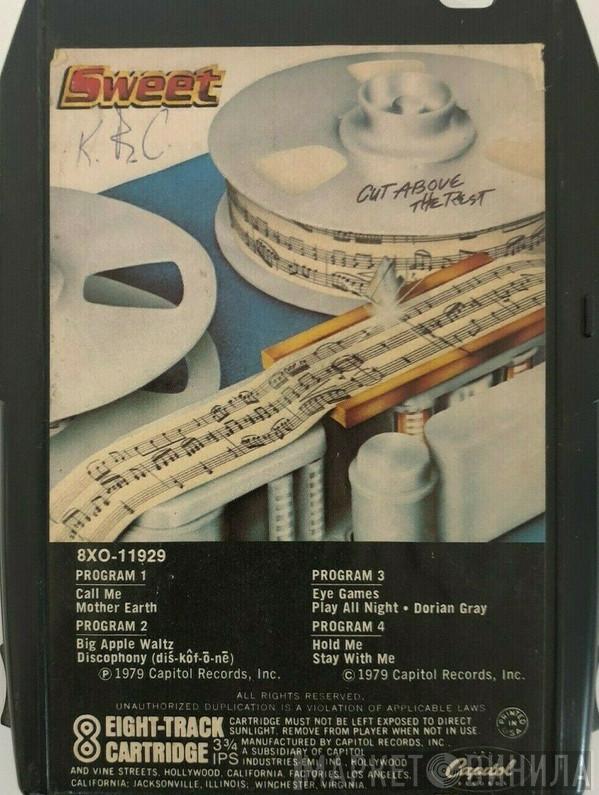 Sweet
K.R.C.
CUT ABOVE
THE REST
8XO-11929
PROGRAM 1
Call Me
Mother Earth
PROGRAM 2
Big Apple Waltz
Discophony (dis-kôf-ō-nē)
Ⓟ 1979 Capitol Records, Inc.
PROGRAM 3
Eye Games
Play All Night • Dorian Gray
PROGRAM 4
Hold Me
Stay With Me
© 1979 Capitol Records, Inc.
ALL RIGHTS RESERVED.
UNAUTHORIZED DUPLICATION IS A VIOLATION OF APPLICABLE LAWS
8 EIGHT-TRACK CARTRIDGE MUST NOT BE LEFT EXPOSED TO DIRECT
SUNLIGHT. REMOVE FROM PLAYER WHEN NOT IN USE.
CARTRIDGE 3¾ IPS MANUFACTURED BY CAPITOL RECORDS, INC.,
A SUBSIDIARY OF CAPITOL
INDUSTRIES-EMI, INC. HOLLYWOOD
AND VINE STREETS, HOLLYWOOD, CALIFORNIA. FACTORIES: LOS ANGELES,
CALIFORNIA; JACKSONVILLE, ILLINOIS; WINCHESTER, VIRGINIA.
PRINTED IN USA
Capitol
МАРКЕТ ВИНИЛА